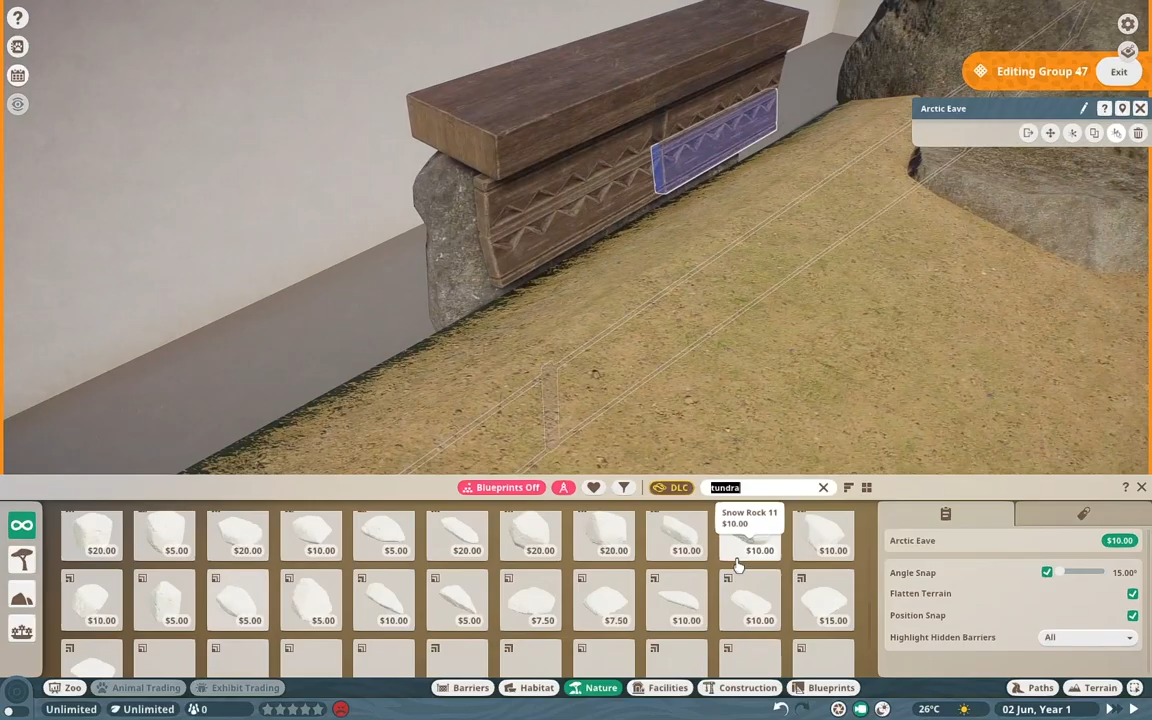 Editing Group 47
Exit
Arctic Eave
?
?
Blueprints Off
DLC
tundra
?
Snow Rock 11
$10.00
$20.00
$5.00
$20.00
$10.00
$5.00
$20.00
$20.00
$20.00
$10.00
$10.00
$10.00
$10.00
$5.00
$5.00
$5.00
$10.00
$5.00
$7.50
$7.50
$10.00
$10.00
$15.00
Arctic Eave
$10.00
Angle Snap
15.00°
Flatten Terrain
Position Snap
Highlight Hidden Barriers
All
Zoo
Animal Trading
Exhibit Trading
Barriers
Habitat
Nature
Facilities
Construction
Blueprints
Paths
Terrain
Unlimited
Unlimited
0
26°C
02 Jun, Year 1